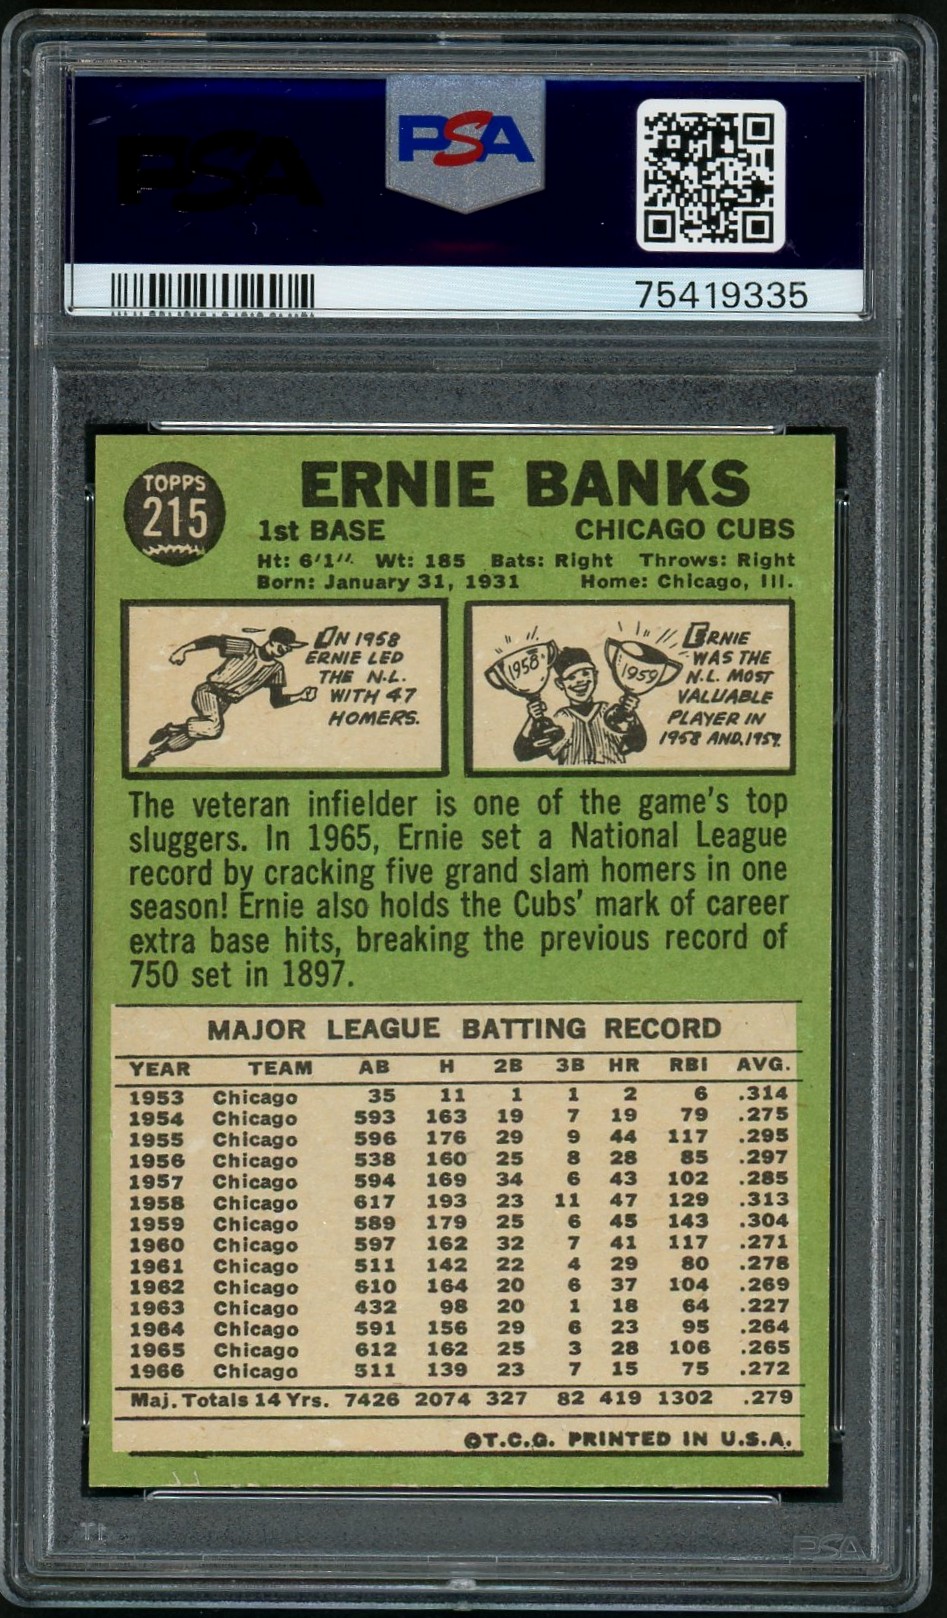 PSA
PSA
75419335
TOPPS
215
ERNIE BANKS
1st BASE CHICAGO CUBS
Ht: 6'1". Wt: 185 Bats: Right Throws: Right
Born: January 31, 1931 Home: Chicago, Ill.
IN 1958
ERNIE LED
THE N.L.
WITH 47
HOMERS.
1958
1959
ERNIE
WAS THE
N.L. MOST
VALUABLE
PLAYER IN
1958 AND 1959.
The veteran infielder is one of the game's top
sluggers. In 1965, Ernie set a National League
record by cracking five grand slam homers in one
season! Ernie also holds the Cubs' mark of career
extra base hits, breaking the previous record of
750 set in 1897.
MAJOR LEAGUE BATTING RECORD
YEAR TEAM AB H 2B 3B HR RBI AVG.
1953 Chicago 35 11 1 1 2 6 .314
1954 Chicago 593 163 19 7 19 79 .275
1955 Chicago 596 176 29 9 44 117 .295
1956 Chicago 538 160 25 8 28 85 .297
1957 Chicago 594 169 34 6 43 102 .285
1958 Chicago 617 193 23 11 47 129 .313
1959 Chicago 589 179 25 6 45 143 .304
1960 Chicago 597 162 32 7 41 117 .271
1961 Chicago 511 142 22 4 29 80 .278
1962 Chicago 610 164 20 6 37 104 .269
1963 Chicago 432 98 20 1 18 64 .227
1964 Chicago 591 156 29 6 23 95 .264
1965 Chicago 612 162 25 3 28 106 .265
1966 Chicago 511 139 23 7 15 75 .272
Maj. Totals 14 Yrs. 7426 2074 327 82 419 1302 .279
©T.C.G. PRINTED IN U.S.A.
PSA